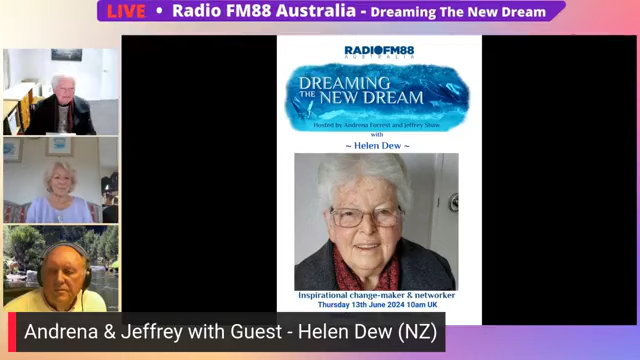 LIVE • Radio FM88 Australia - Dreaming The New Dream
RADIOFM88
AUSTRALIA
DREAMING
THE NEW DREAM
Hosted by Andrena Forrest and Jeffrey Shaw
with
~ Helen Dew ~
Inspirational change-maker & networker
Thursday 13th June 2024 10am UK
Andrena & Jeffrey with Guest - Helen Dew (NZ)